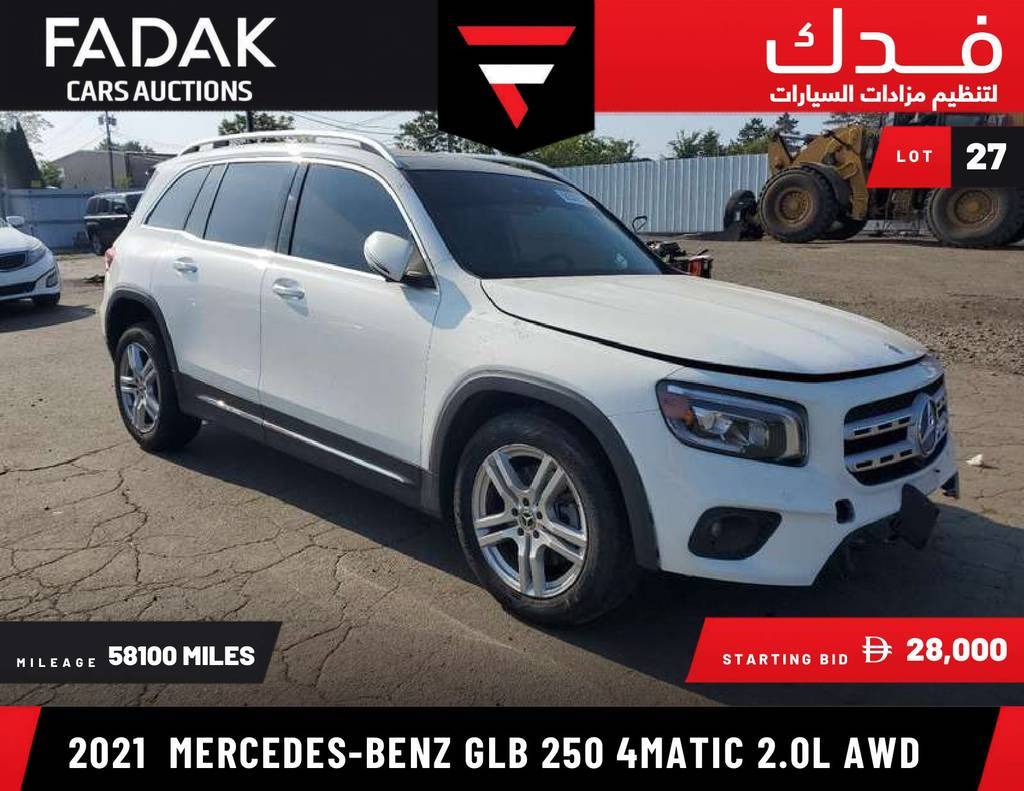 FADAK
CARS AUCTIONS
فدك
لتنظيم مزادات السيارات
LOT 27
MILEAGE 58100 MILES
STARTING BID 28,000
2021 MERCEDES-BENZ GLB 250 4MATIC 2.0L AWD